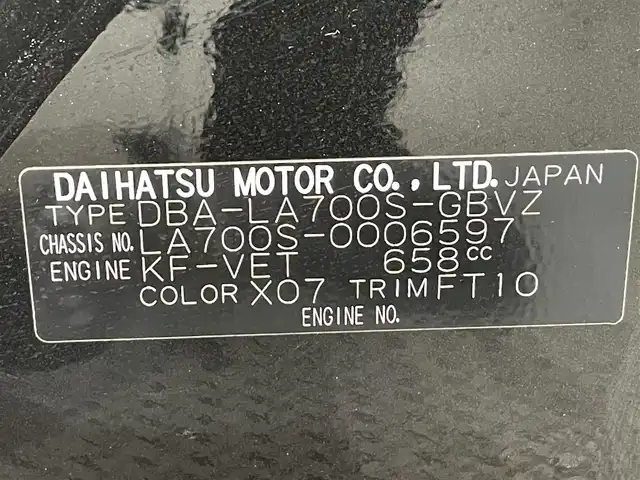 DAIHATSU MOTOR CO., LTD. JAPAN
TYPE DBA-LA700S-GBVZ
CHASSIS NO. LA700S-0006597
ENGINE KF-VET 658cc
COLOR X07 TRIM FT10
ENGINE NO.